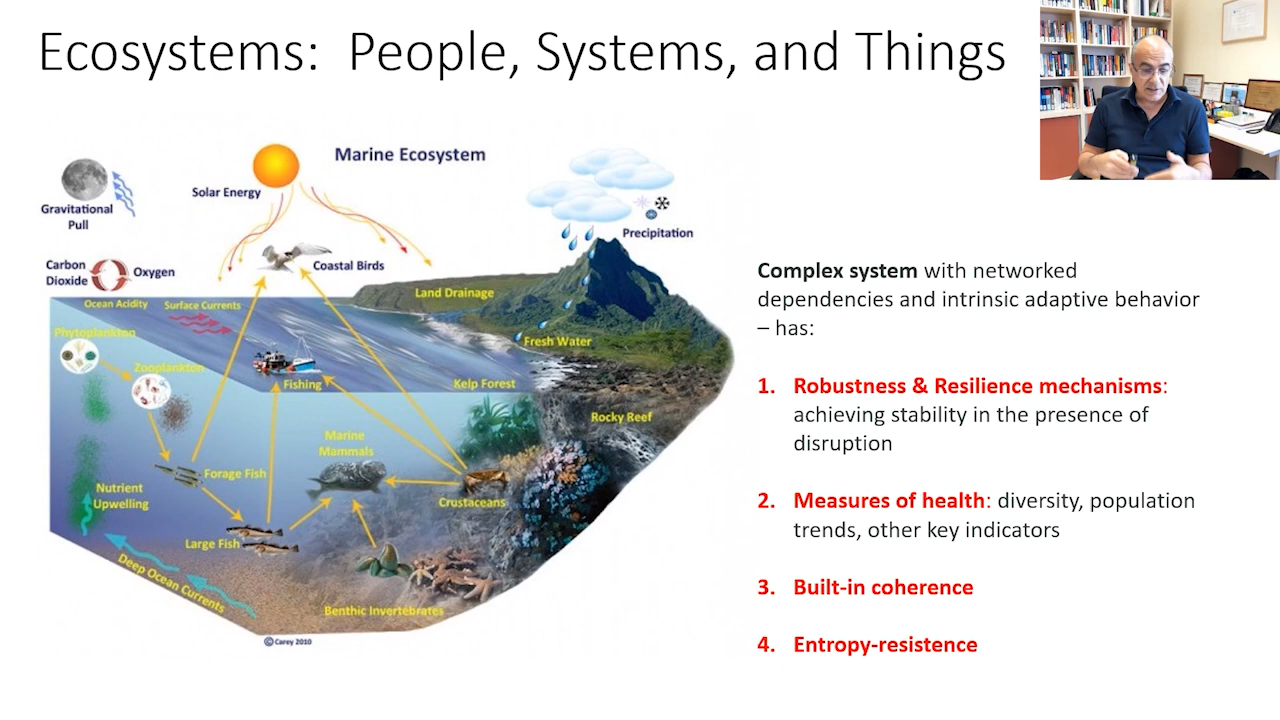 Ecosystems: People, Systems, and Things
Marine Ecosystem
Solar Energy
Gravitational
Pull
Precipitation
Carbon
Dioxide
Oxygen
Coastal Birds
Ocean Acidity
Surface Currents
Land Drainage
Phytoplankton
Fresh Water
Zooplankton
Fishing
Kelp Forest
Rocky Reef
Marine
Mammals
Forage Fish
Nutrient
Upwelling
Crustaceans
Large Fish
Deep Ocean Currents
Benthic Invertebrates
©Carey 2010
Complex system with networked
dependencies and intrinsic adaptive behavior
– has:
1. Robustness & Resilience mechanisms:
achieving stability in the presence of
disruption
2. Measures of health: diversity, population
trends, other key indicators
3. Built-in coherence
4. Entropy-resistence